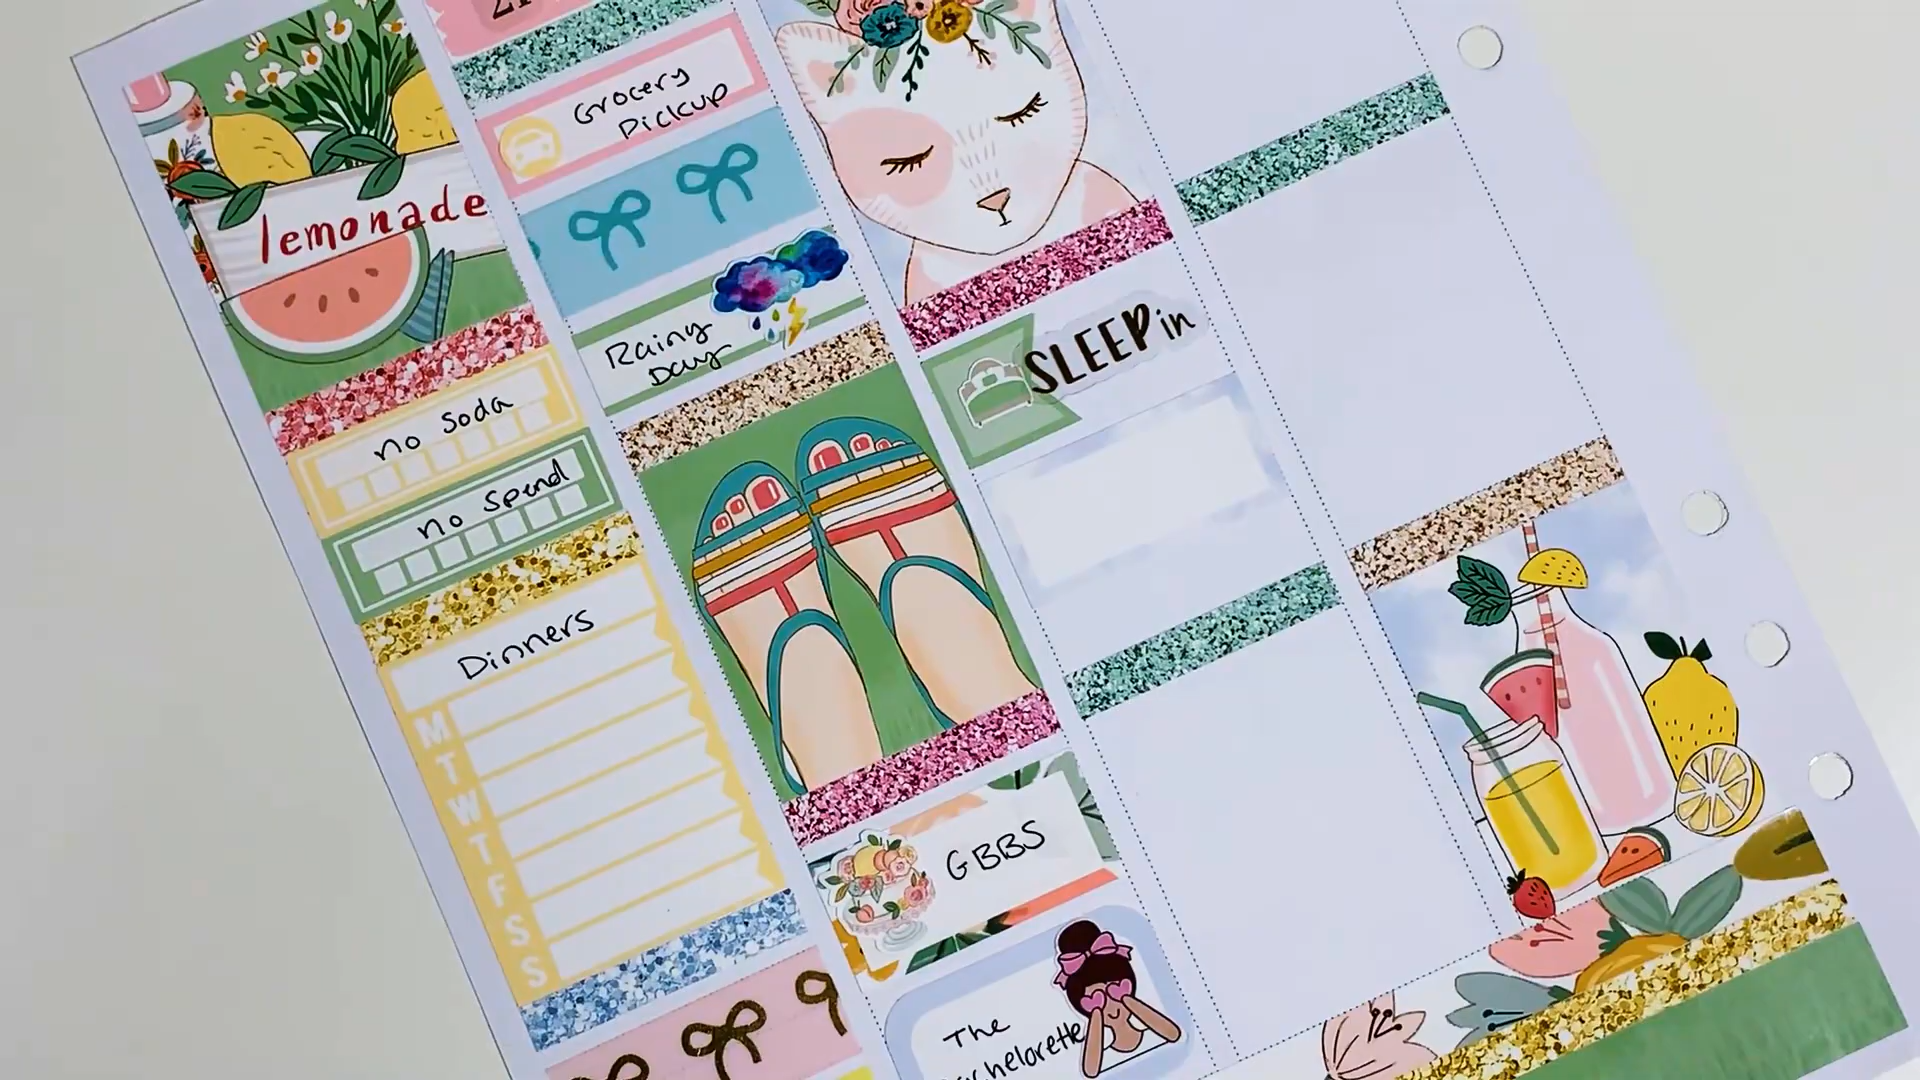 lemonade
no soda
no spend
Dinners
M
T
W
T
F
S
S
Grocery
Pickup
Rainy
Day
SLEEP in
GBBS
The